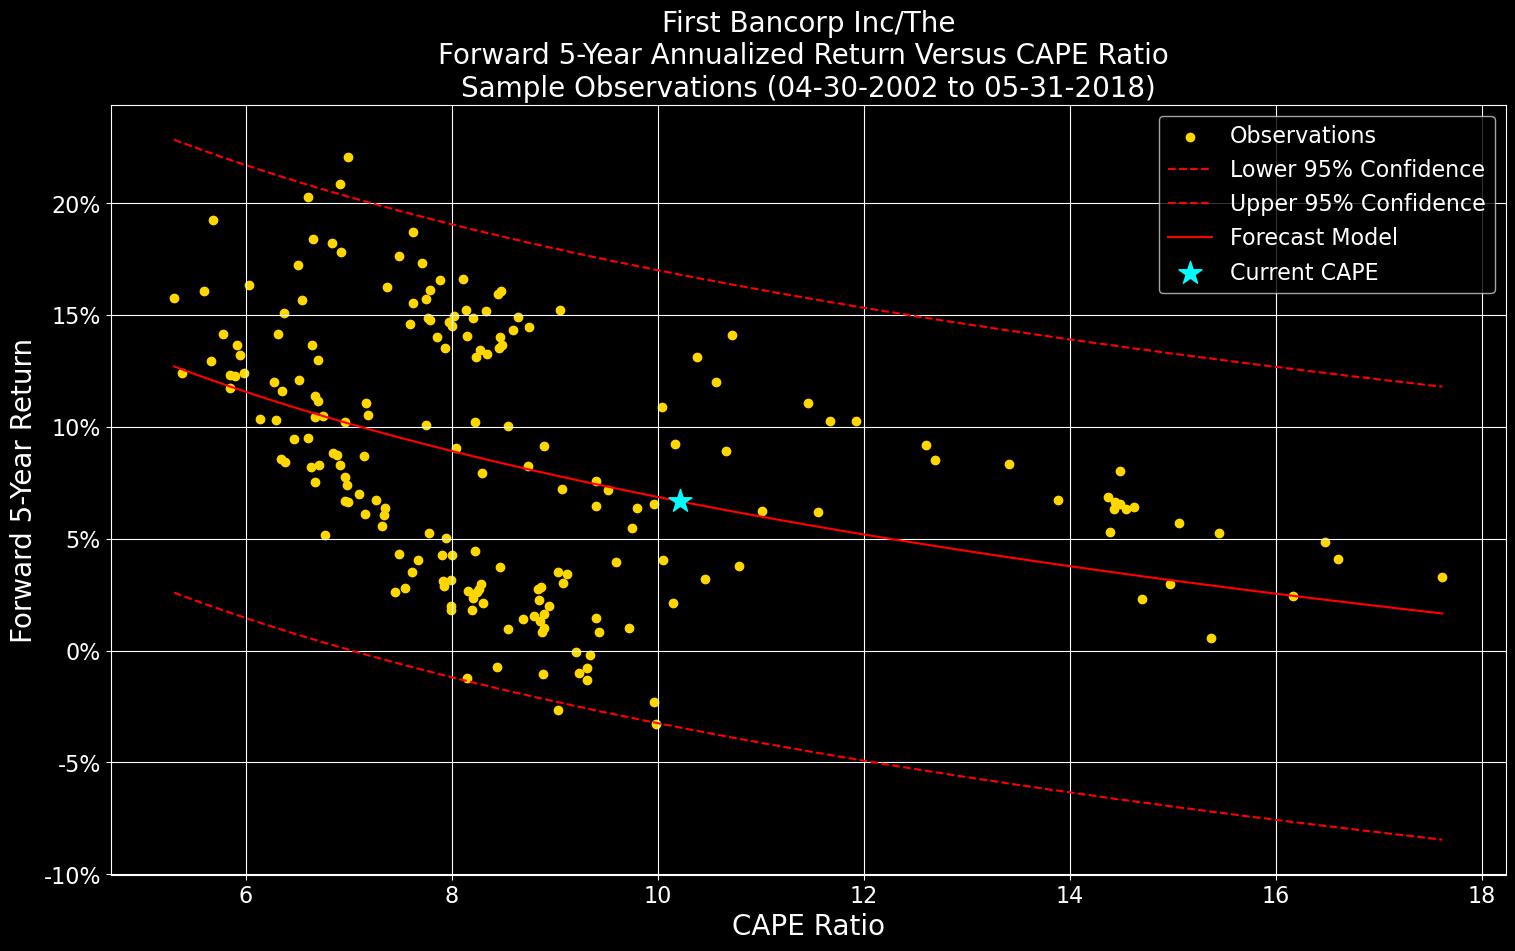 First Bancorp Inc/The
Forward 5-Year Annualized Return Versus CAPE Ratio
Sample Observations (04-30-2002 to 05-31-2018)
Observations
Lower 95% Confidence
Upper 95% Confidence
Forecast Model
Current CAPE
Forward 5-Year Return
20%
15%
10%
5%
0%
-5%
-10%
6 8 10 12 14 16 18
CAPE Ratio